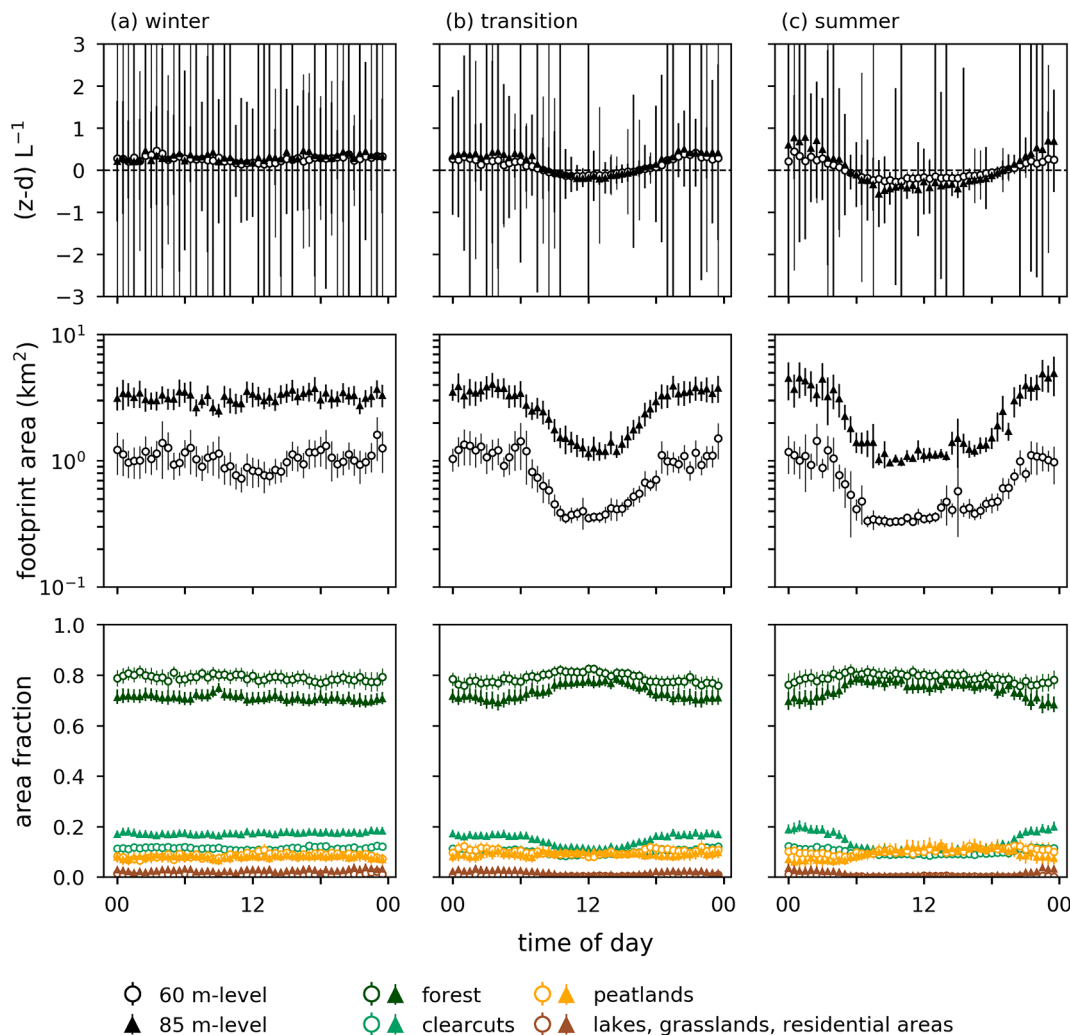 (a) winter
(b) transition
(c) summer
(z-d) L⁻¹
3
2
1
0
−1
−2
−3
footprint area (km²)
10¹
10⁰
10⁻¹
area fraction
1.0
0.8
0.6
0.4
0.2
0.0
00 12 00
00 12 00
00 12 00
time of day
60 m-level
forest
peatlands
85 m-level
clearcuts
lakes, grasslands, residential areas